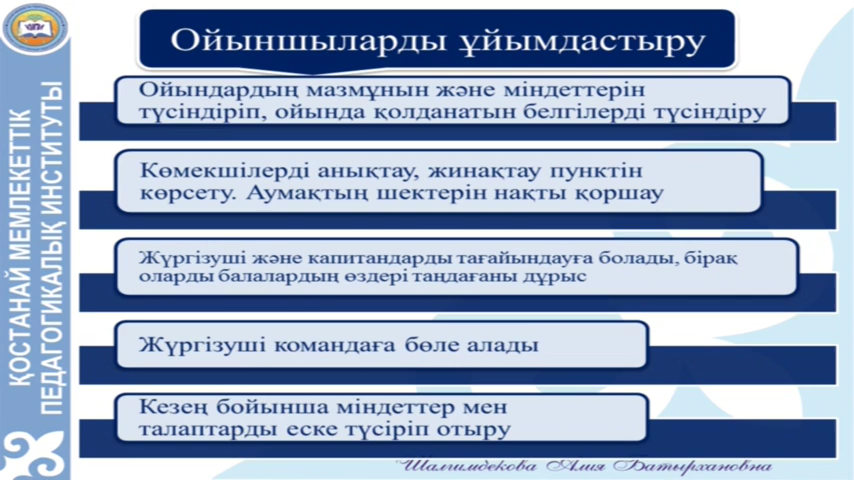 Ойыншыларды ұйымдастыру
Ойындардың мазмұнын және міндеттерін
түсіндіріп, ойында қолданатын белгілерді түсіндіру
Көмекшілерді анықтау, жинақтау пунктін
көрсету. Аумақтың шектерін нақты қоршау
Жүргізуші және капитандарды тағайындауға болады, бірақ
оларды балалардың өздері таңдағаны дұрыс
Жүргізуші командаға бөле алады
Кезең бойынша міндеттер мен
талаптарды еске түсіріп отыру
ҚОСТАНАЙ МЕМЛЕКЕТТІК
ПЕДАГОГИКАЛЫҚ ИНСТИТУТЫ
Шалгимбекова Алия Батырхановна